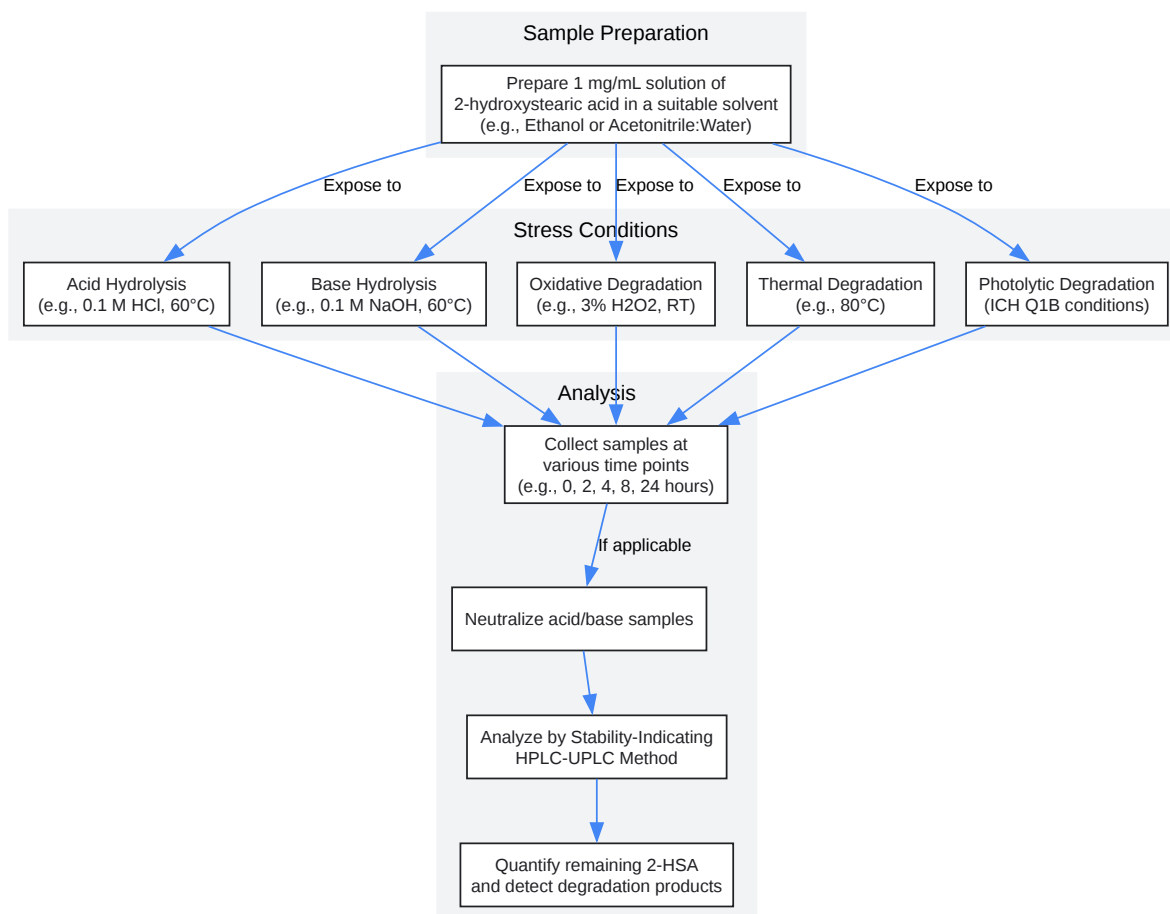 Sample Preparation
Prepare 1 mg/mL solution of
2-hydroxystearic acid in a suitable solvent
(e.g., Ethanol or Acetonitrile:Water)
Expose to
Expose to
Expose to
Expose to
Expose to
Stress Conditions
Acid Hydrolysis
(e.g., 0.1 M HCl, 60°C)
Base Hydrolysis
(e.g., 0.1 M NaOH, 60°C)
Oxidative Degradation
(e.g., 3% H2O2, RT)
Thermal Degradation
(e.g., 80°C)
Photolytic Degradation
(ICH Q1B conditions)
Analysis
Collect samples at
various time points
(e.g., 0, 2, 4, 8, 24 hours)
If applicable
Neutralize acid/base samples
Analyze by Stability-Indicating
HPLC-UPLC Method
Quantify remaining 2-HSA
and detect degradation products